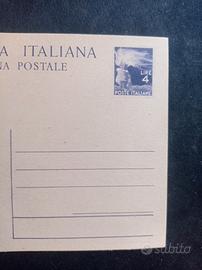 A ITALIANA
NA POSTALE
LIRE
4
POSTE ITALIANE
subito